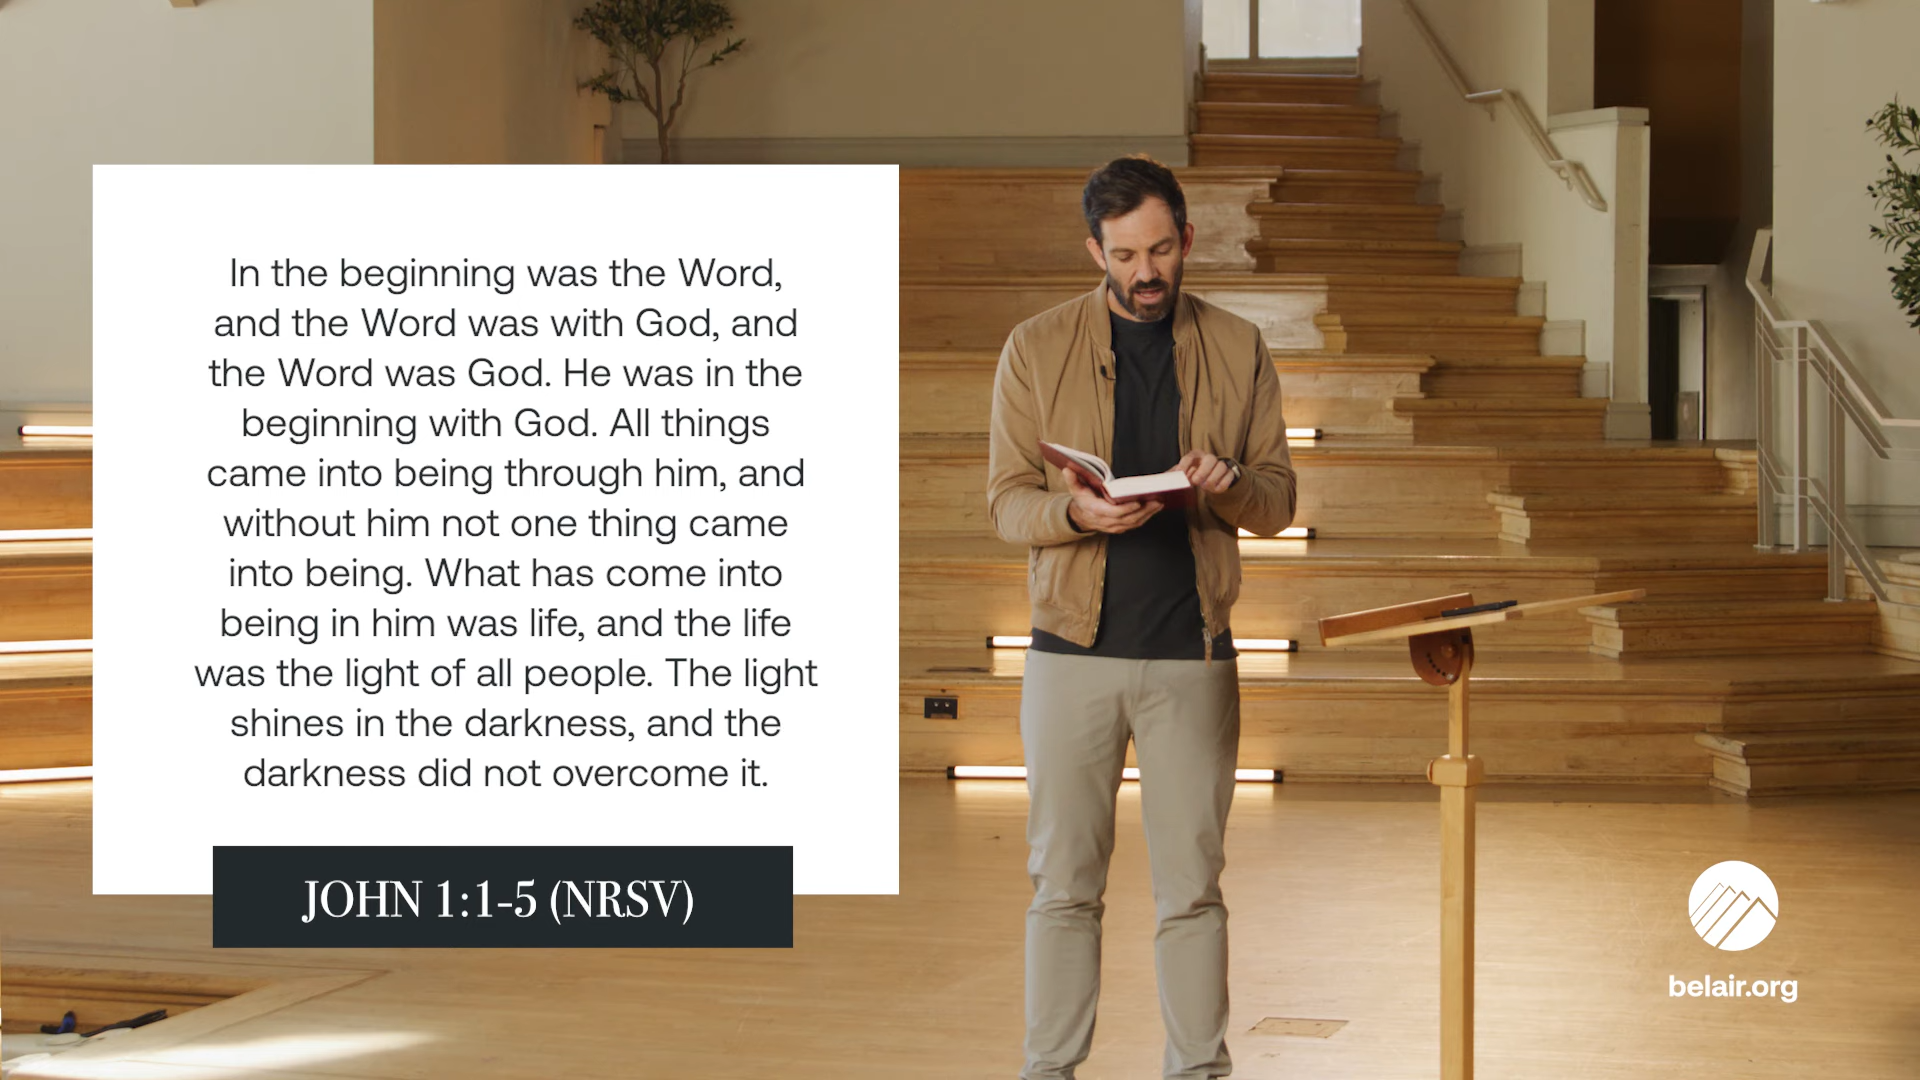 In the beginning was the Word,
and the Word was with God, and
the Word was God. He was in the
beginning with God. All things
came into being through him, and
without him not one thing came
into being. What has come into
being in him was life, and the life
was the light of all people. The light
shines in the darkness, and the
darkness did not overcome it.
JOHN 1:1-5 (NRSV)
belair.org